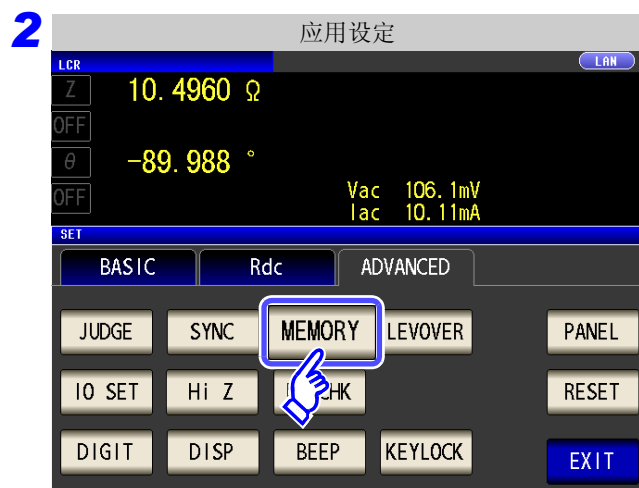 2
应用设定
LCR LAN
Z 10.4960 Ω
OFF
θ -89.988 °
OFF
Vac 106.1mV
Iac 10.11mA
SET
BASIC Rdc ADVANCED
JUDGE SYNC MEMORY LEVOVER PANEL
IO SET Hi Z HK RESET
DIGIT DISP BEEP KEYLOCK EXIT